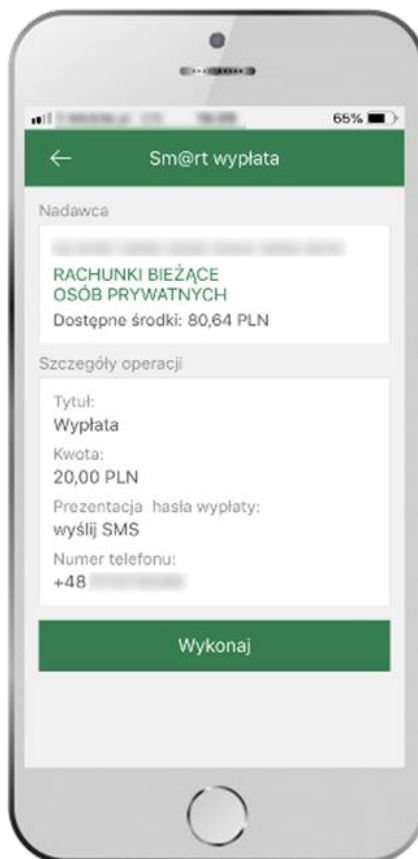 65%
Sm@rt wypłata
Nadawca
RACHUNKI BIEŻĄCE
OSÓB PRYWATNYCH
Dostępne środki: 80,64 PLN
Szczegóły operacji
Tytuł:
Wypłata
Kwota:
20,00 PLN
Prezentacja hasła wypłaty:
wyślij SMS
Numer telefonu:
+48
Wykonaj